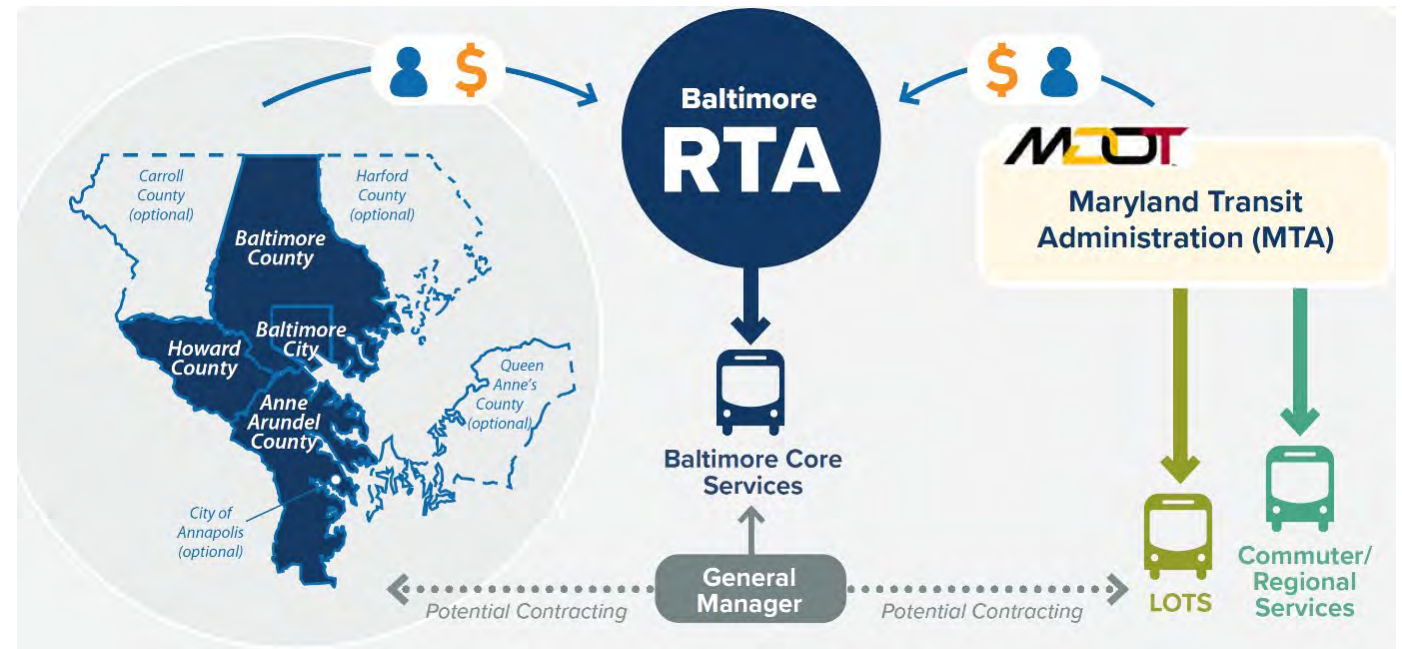 $
$
Baltimore
RTA
MDOT
Maryland Transit
Administration (MTA)
Carroll
County
(optional)
Harford
County
(optional)
Baltimore
County
Baltimore
City
Howard
County
Queen
Anne's
County
(optional)
Anne
Arundel
County
City of
Annapolis
(optional)
Baltimore Core
Services
General
Manager
Potential Contracting
Potential Contracting
LOTS
Commuter/
Regional
Services